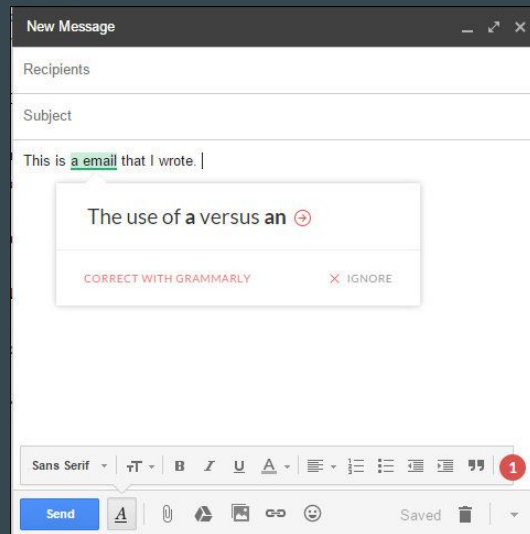 New Message
Recipients
Subject
This is a email that I wrote.
The use of a versus an
CORRECT WITH GRAMMARLY IGNORE
Sans Serif B I U A 1
Send A Saved